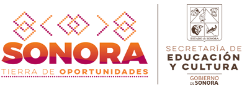 SONORA
TIERRA DE OPORTUNIDADES
SECRETARÍA DE
EDUCACIÓN
Y CULTURA
GOBIERNO
DE SONORA